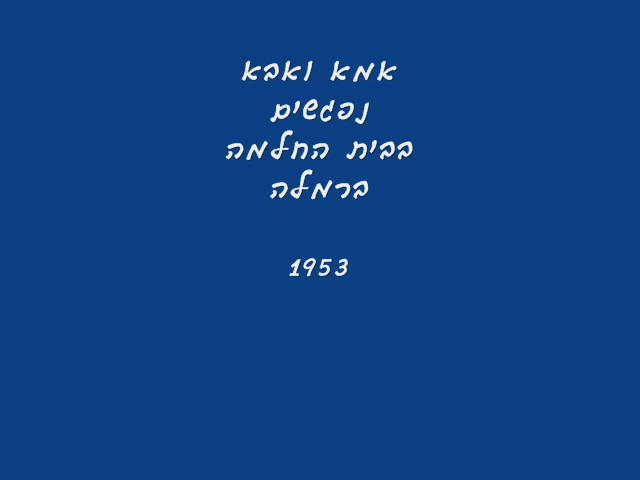 אמא ואבא
נפגשים
בבית החלמה
ברמלה
1953